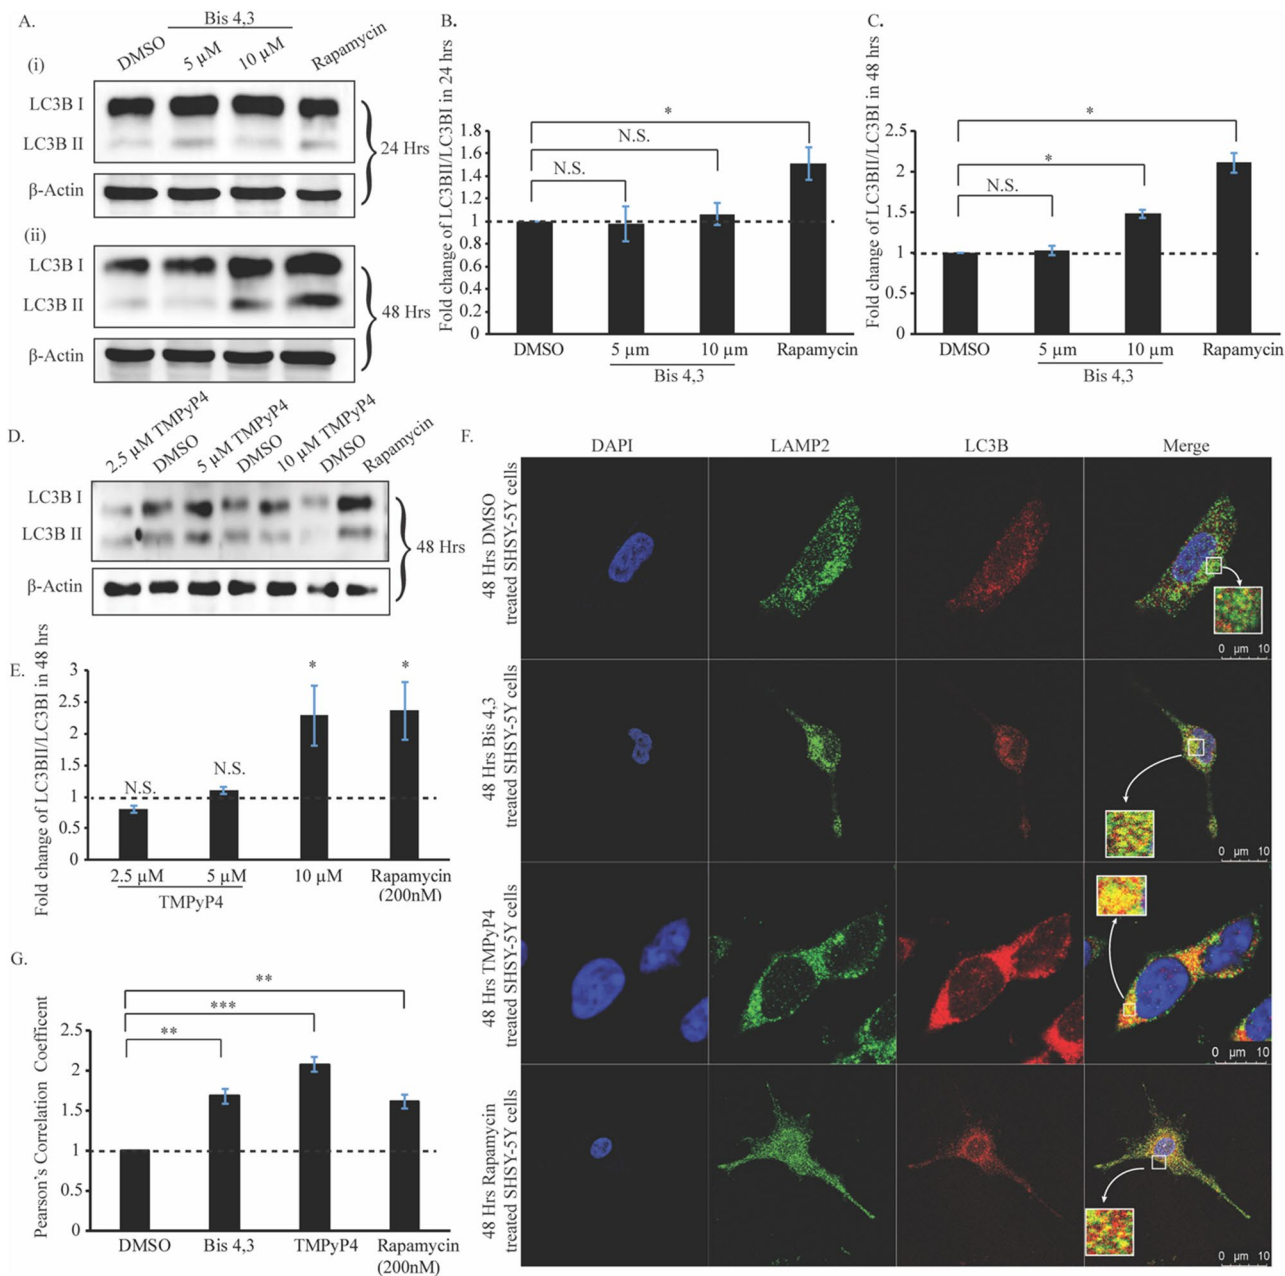 A.
Bis 4,3
DMSO
5 µM
10 µM
Rapamycin
(i)
LC3B I
LC3B II
24 Hrs
β-Actin
(ii)
LC3B I
LC3B II
48 Hrs
β-Actin
B.
Fold change of LC3BII/LC3BI in 24 hrs
*
N.S.
N.S.
1.8
1.6
1.4
1.2
1
0.8
0.6
0.4
0.2
0
DMSO
5 µm
10 µm
Rapamycin
Bis 4,3
C.
Fold change of LC3BII/LC3BI in 48 hrs
*
*
N.S.
2.5
2
1.5
1
0.5
0
DMSO
5 µm
10 µm
Rapamycin
Bis 4,3
D.
2.5 µM TMPyP4
DMSO
5 µM TMPyP4
DMSO
10 µM TMPyP4
DMSO
Rapamycin
LC3B I
LC3B II
48 Hrs
β-Actin
E.
Fold change of LC3BII/LC3BI in 48 hrs
3
2.5
2
1.5
1
0.5
0
N.S.
N.S.
*
*
2.5 µM
5 µM
10 µM
Rapamycin
(200nM)
TMPyP4
F.
DAPI
LAMP2
LC3B
Merge
48 Hrs DMSO
treated SHSY-5Y cells
0 µm 10
48 Hrs Bis 4,3
treated SHSY-5Y cells
0 µm 10
48 Hrs TMPyP4
treated SHSY-5Y cells
0 µm 10
48 Hrs Rapamycin
treated SHSY-5Y cells
0 µm 10
G.
Pearson's Correlation Coefficent
**
***
**
2.5
2
1.5
1
0.5
0
DMSO
Bis 4,3
TMPyP4
Rapamycin
(200nM)